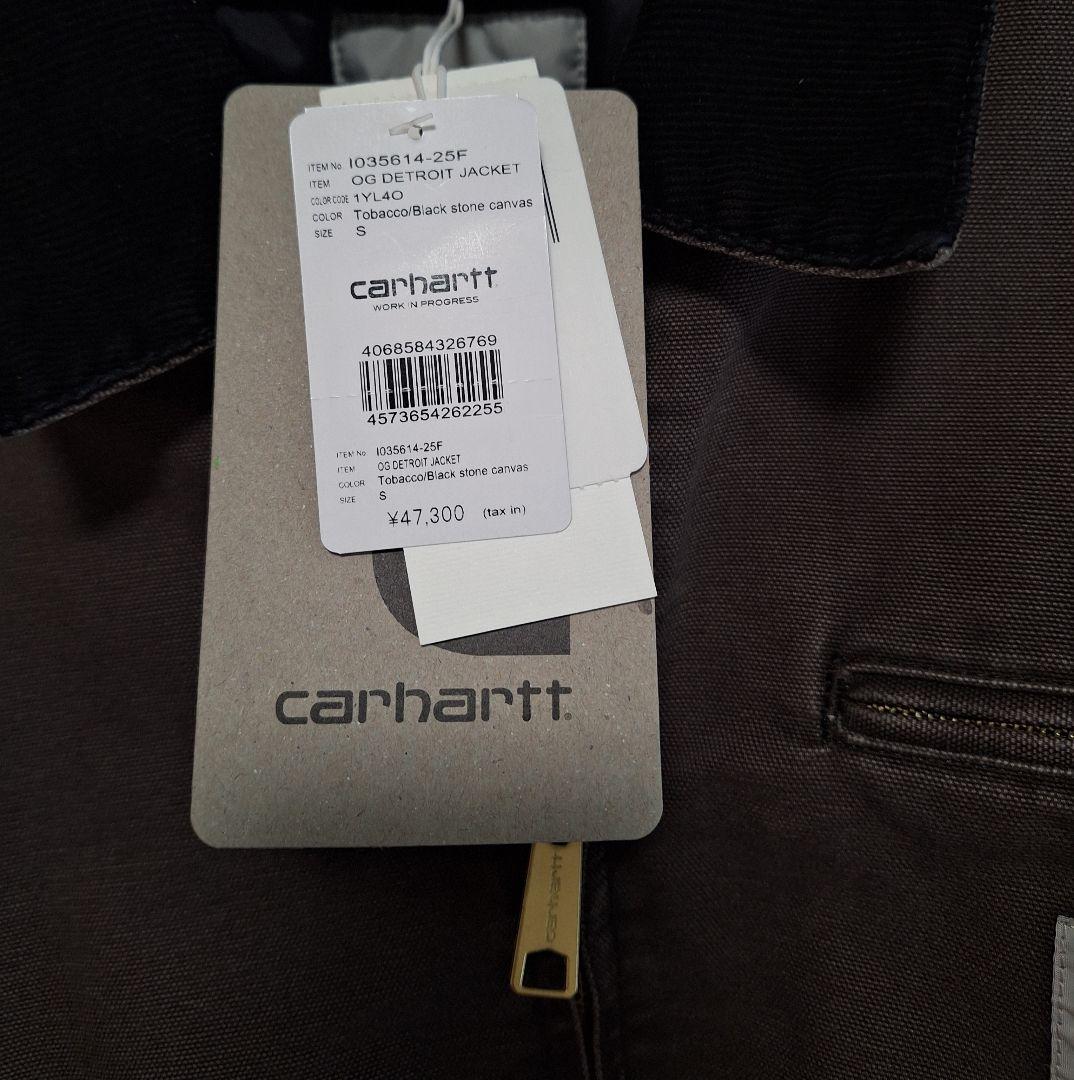 ITEM No. I035614-25F
ITEM OG DETROIT JACKET
COLOR CODE 1YL4O
COLOR Tobacco/Black stone canvas
SIZE S
carhartt
WORK IN PROGRESS
4068584326769
4573654262255
ITEM No I035614-25F
ITEM OG DETROIT JACKET
COLOR Tobacco/Black stone canvas
SIZE S
¥47,300 (tax in)
carhartt.
carhartt